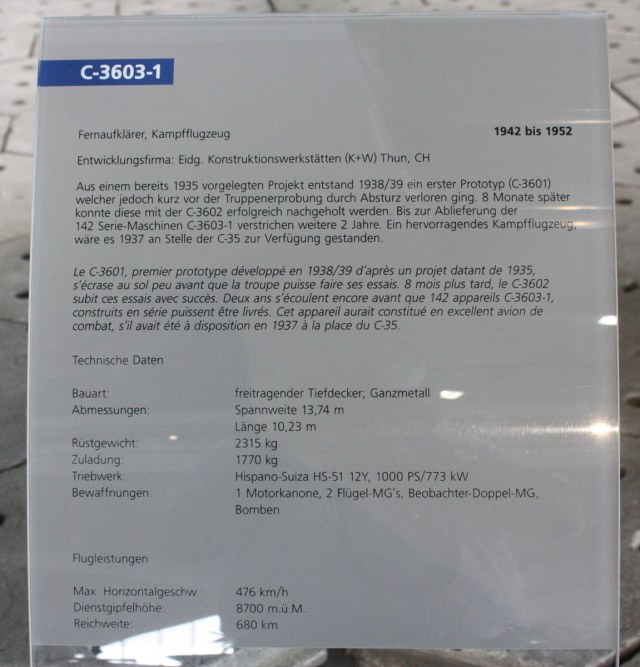 C-3603-1
Fernaufklärer, Kampfflugzeug 1942 bis 1952
Entwicklungsfirma: Eidg. Konstruktionswerkstätten (K+W) Thun, CH
Aus einem bereits 1935 vorgelegten Projekt entstand 1938/39 ein erster Prototyp (C-3601)
welcher jedoch kurz vor der Truppenerprobung durch Absturz verloren ging. 8 Monate später
konnte diese mit der C-3602 erfolgreich nachgeholt werden. Bis zur Ablieferung der
142 Serie-Maschinen C-3603-1 verstrichen weitere 2 Jahre. Ein hervorragendes Kampfflugzeug,
wäre es 1937 an Stelle der C-35 zur Verfügung gestanden.
Le C-3601, premier prototype développé en 1938/39 d'après un projet datant de 1935,
s'écrase au sol peu avant que la troupe puisse faire ses essais. 8 mois plus tard, le C-3602
subit ces essais avec succès. Deux ans s'écoulent encore avant que 142 appareils C-3603-1,
construits en série puissent être livrés. Cet appareil aurait constitué en excellent avion de
combat, s'il avait été à disposition en 1937 à la place du C-35.
Technische Daten
Bauart: freitragender Tiefdecker; Ganzmetall
Abmessungen: Spannweite 13,74 m
Länge 10,23 m
Rüstgewicht: 2315 kg
Zuladung: 1770 kg
Triebwerk: Hispano-Suiza HS-51 12Y, 1000 PS/773 kW
Bewaffnungen: 1 Motorkanone, 2 Flügel-MG's, Beobachter-Doppel-MG,
Bomben
Flugleistungen
Max. Horizontalgeschw.: 476 km/h
Dienstgipfelhöhe: 8700 m.ü.M.
Reichweite: 680 km